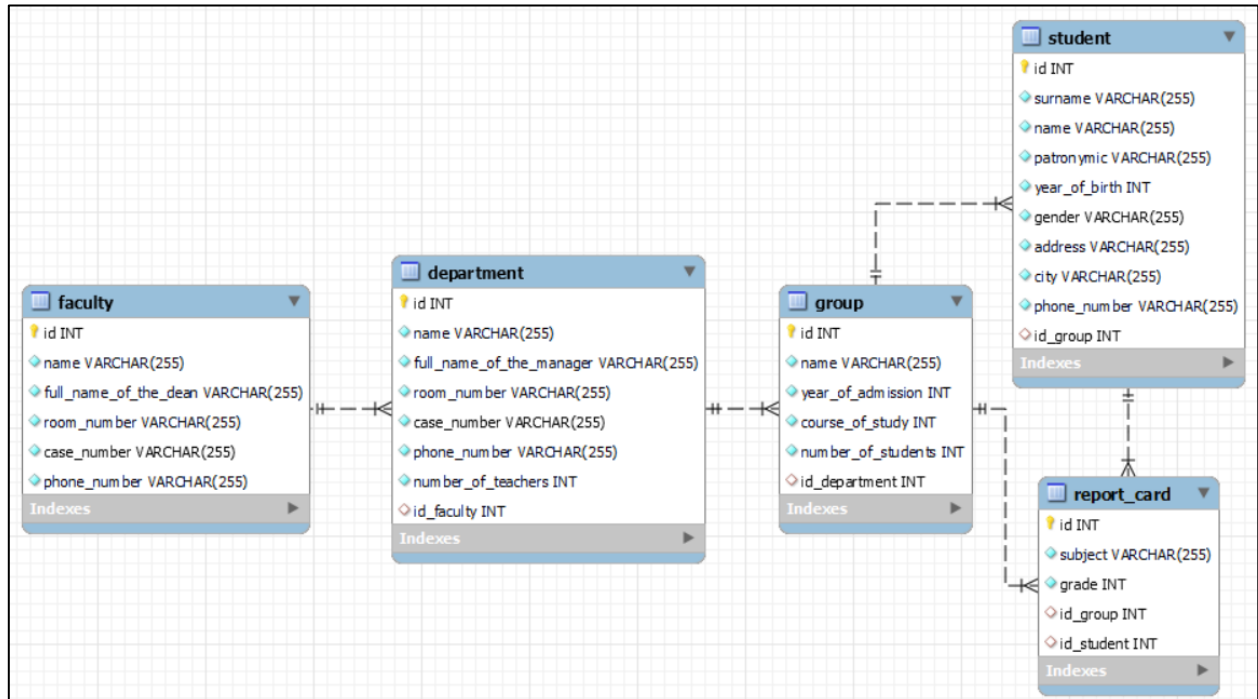 faculty
id INT
name VARCHAR(255)
full_name_of_the_dean VARCHAR(255)
room_number VARCHAR(255)
case_number VARCHAR(255)
phone_number VARCHAR(255)
Indexes
department
id INT
name VARCHAR(255)
full_name_of_the_manager VARCHAR(255)
room_number VARCHAR(255)
case_number VARCHAR(255)
phone_number VARCHAR(255)
number_of_teachers INT
id_faculty INT
Indexes
group
id INT
name VARCHAR(255)
year_of_admission INT
course_of_study INT
number_of_students INT
id_department INT
Indexes
student
id INT
surname VARCHAR(255)
name VARCHAR(255)
patronymic VARCHAR(255)
year_of_birth INT
gender VARCHAR(255)
address VARCHAR(255)
city VARCHAR(255)
phone_number VARCHAR(255)
id_group INT
Indexes
report_card
id INT
subject VARCHAR(255)
grade INT
id_group INT
id_student INT
Indexes